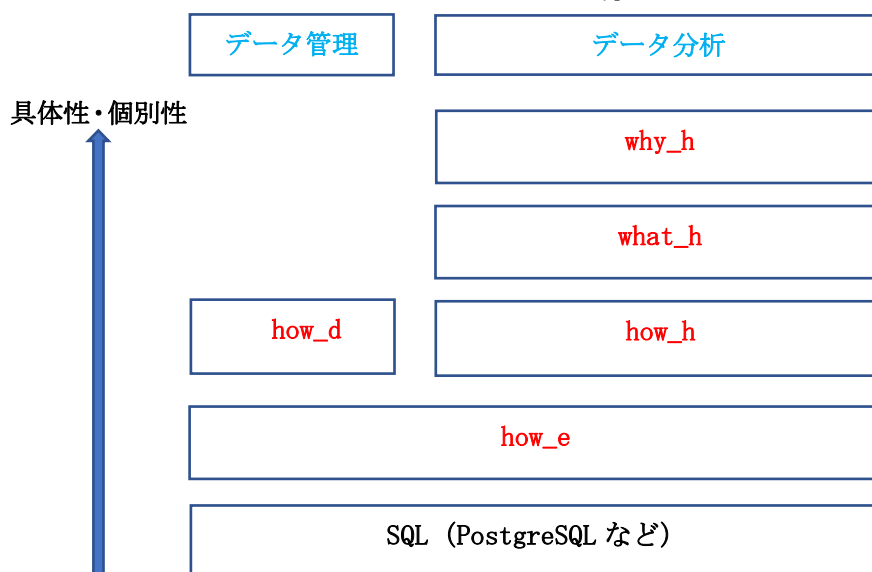 データ管理
データ分析
具体性・個別性
why_h
what_h
how_d
how_h
how_e
SQL（PostgreSQL など）